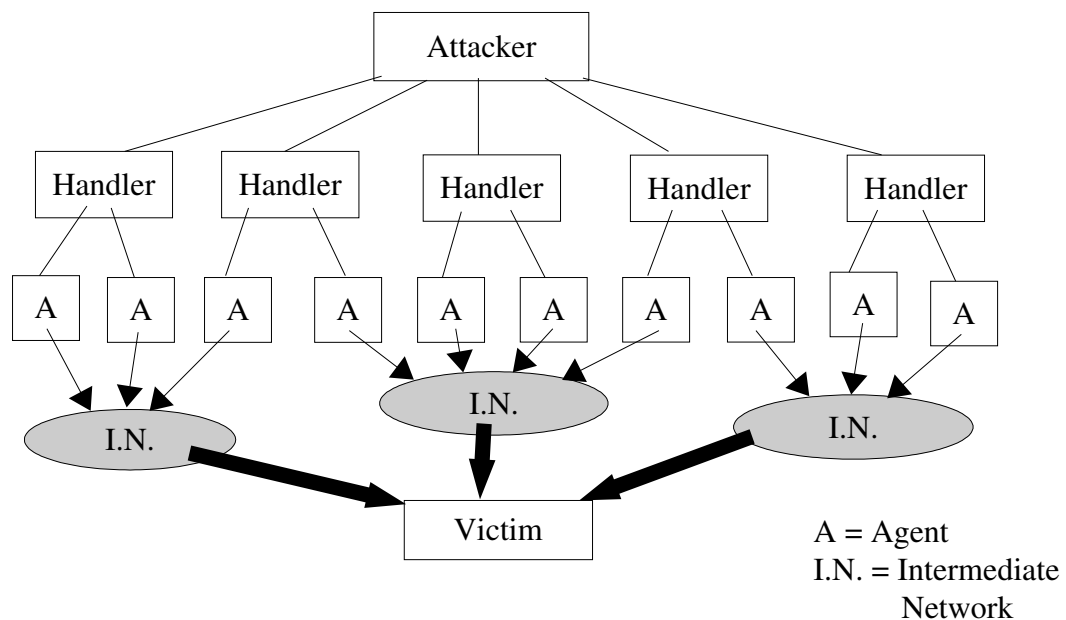 Attacker
Handler
Handler
Handler
Handler
Handler
A
A
A
A
A
A
A
A
A
A
I.N.
I.N.
I.N.
Victim
A = Agent
I.N. = Intermediate
Network